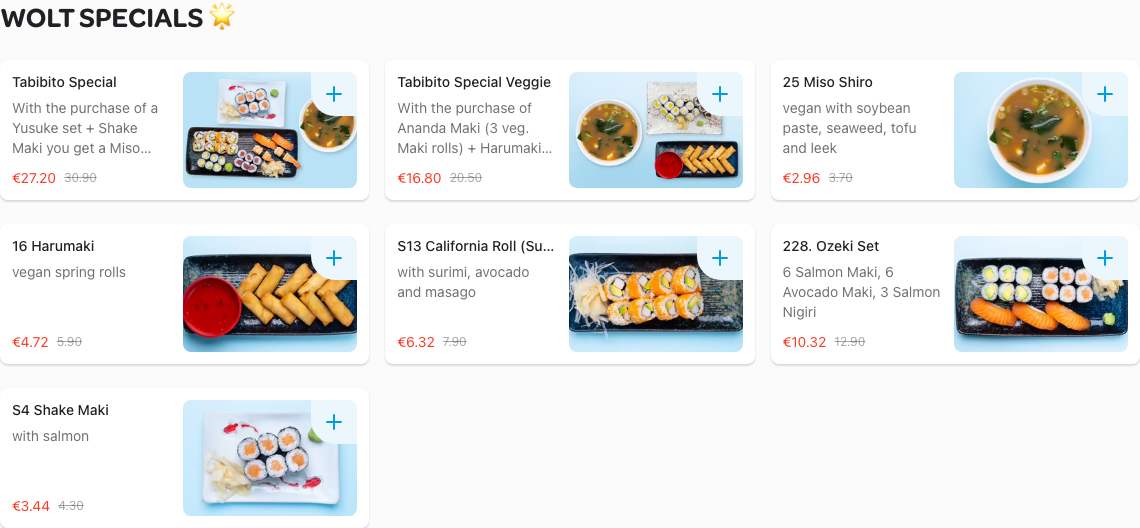 WOLT SPECIALS 🌟
Tabibito Special
With the purchase of a
Yusuke set + Shake
Maki you get a Miso...
€27.20 30.90
Tabibito Special Veggie
With the purchase of
Ananda Maki (3 veg.
Maki rolls) + Harumaki...
€16.80 20.50
25 Miso Shiro
vegan with soybean
paste, seaweed, tofu
and leek
€2.96 3.70
16 Harumaki
vegan spring rolls
€4.72 5.90
S13 California Roll (Su...
with surimi, avocado
and masago
€6.32 7.90
228. Ozeki Set
6 Salmon Maki, 6
Avocado Maki, 3 Salmon
Nigiri
€10.32 12.90
S4 Shake Maki
with salmon
€3.44 4.30